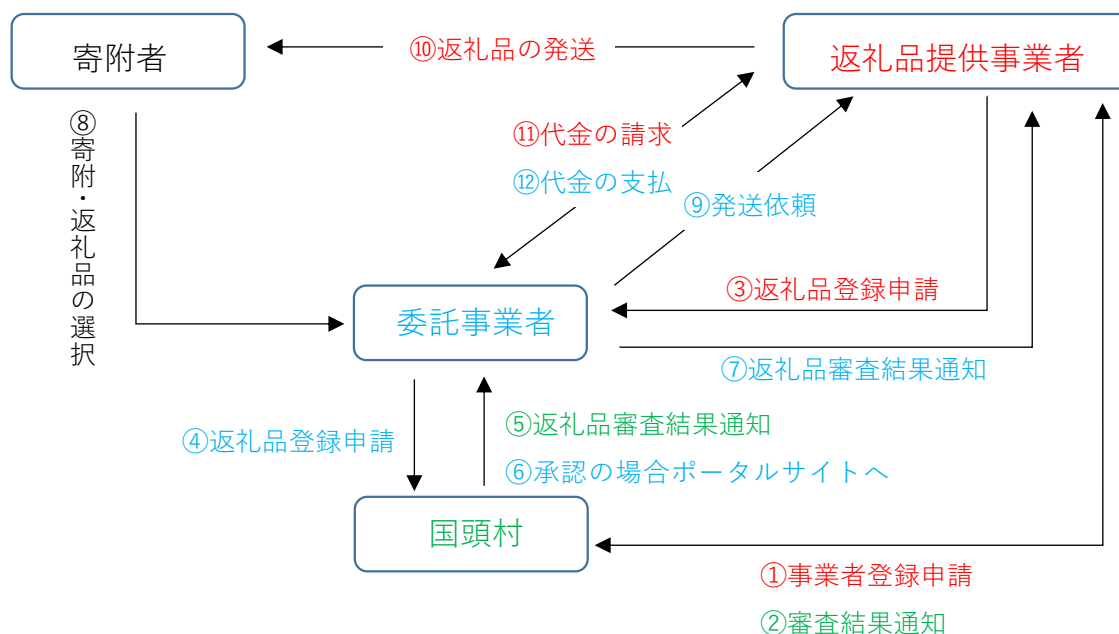 寄附者
⑩返礼品の発送
返礼品提供事業者
⑧寄附・返礼品の選択
⑪代金の請求
⑫代金の支払
⑨発送依頼
③返礼品登録申請
委託事業者
⑦返礼品審査結果通知
⑤返礼品審査結果通知
④返礼品登録申請
⑥承認の場合ポータルサイトへ
国頭村
①事業者登録申請
②審査結果通知